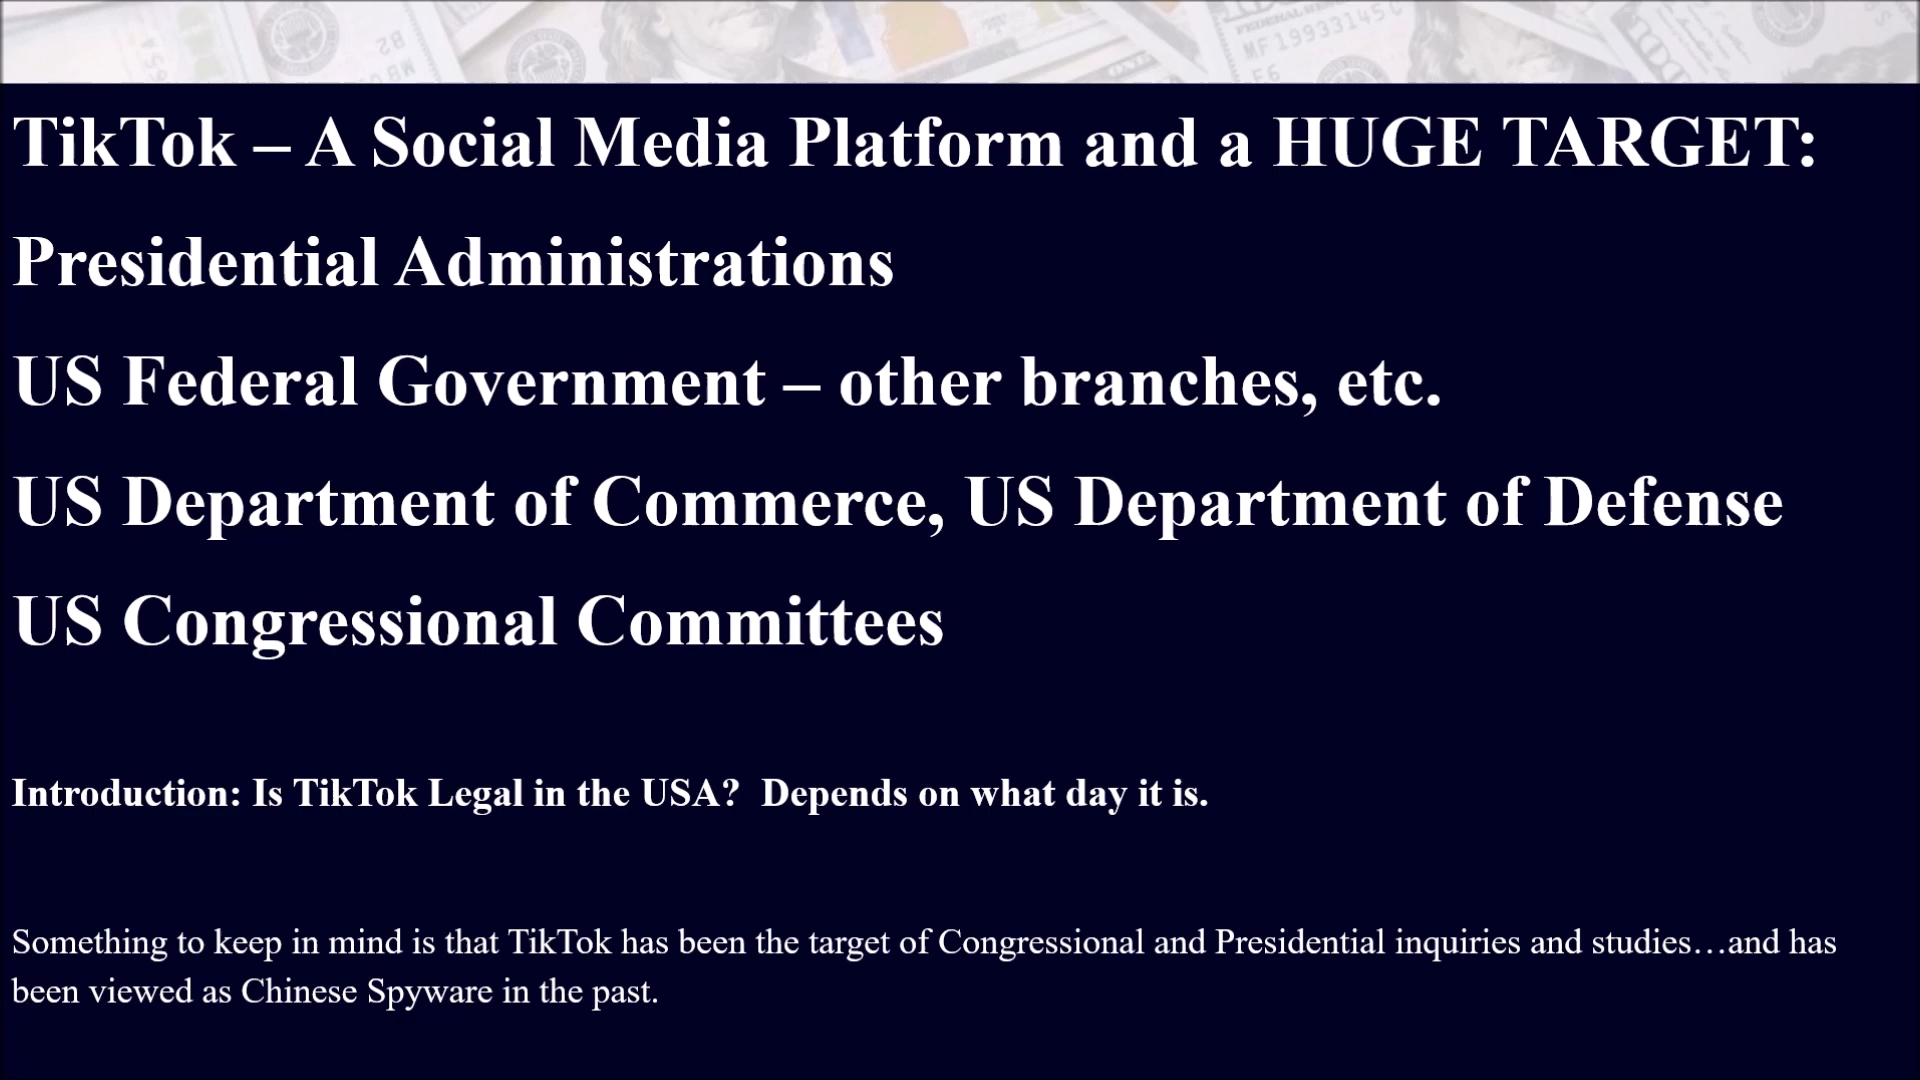 MF19933145C
F6
TikTok – A Social Media Platform and a HUGE TARGET:
Presidential Administrations
US Federal Government – other branches, etc.
US Department of Commerce, US Department of Defense
US Congressional Committees
Introduction: Is TikTok Legal in the USA?  Depends on what day it is.
Something to keep in mind is that TikTok has been the target of Congressional and Presidential inquiries and studies…and has
been viewed as Chinese Spyware in the past.